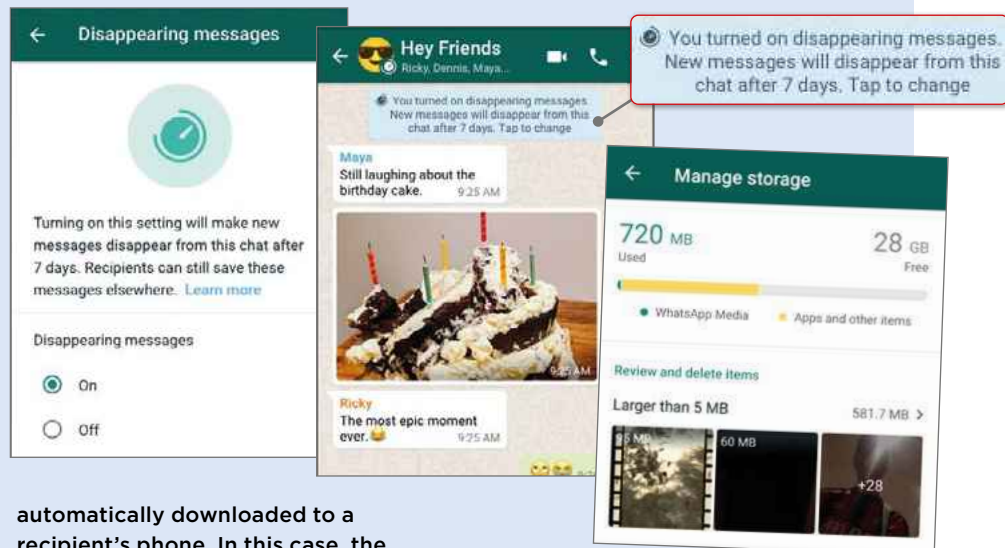 Disappearing messages
Turning on this setting will make new
messages disappear from this chat after
7 days. Recipients can still save these
messages elsewhere. Learn more
Disappearing messages
On
Off
Hey Friends
Ricky, Dennis, Maya...
You turned on disappearing messages.
New messages will disappear from this
chat after 7 days. Tap to change
Maya
Still laughing about the
birthday cake. 9:25 AM
9:25 AM
Ricky
The most epic moment
ever. 9:25 AM
You turned on disappearing messages.
New messages will disappear from this
chat after 7 days. Tap to change
Manage storage
720 MB
Used
28 GB
Free
WhatsApp Media
Apps and other items
Review and delete items
Larger than 5 MB
581.7 MB >
60 MB
+28
automatically downloaded to a
recipient's phone. In this case, the